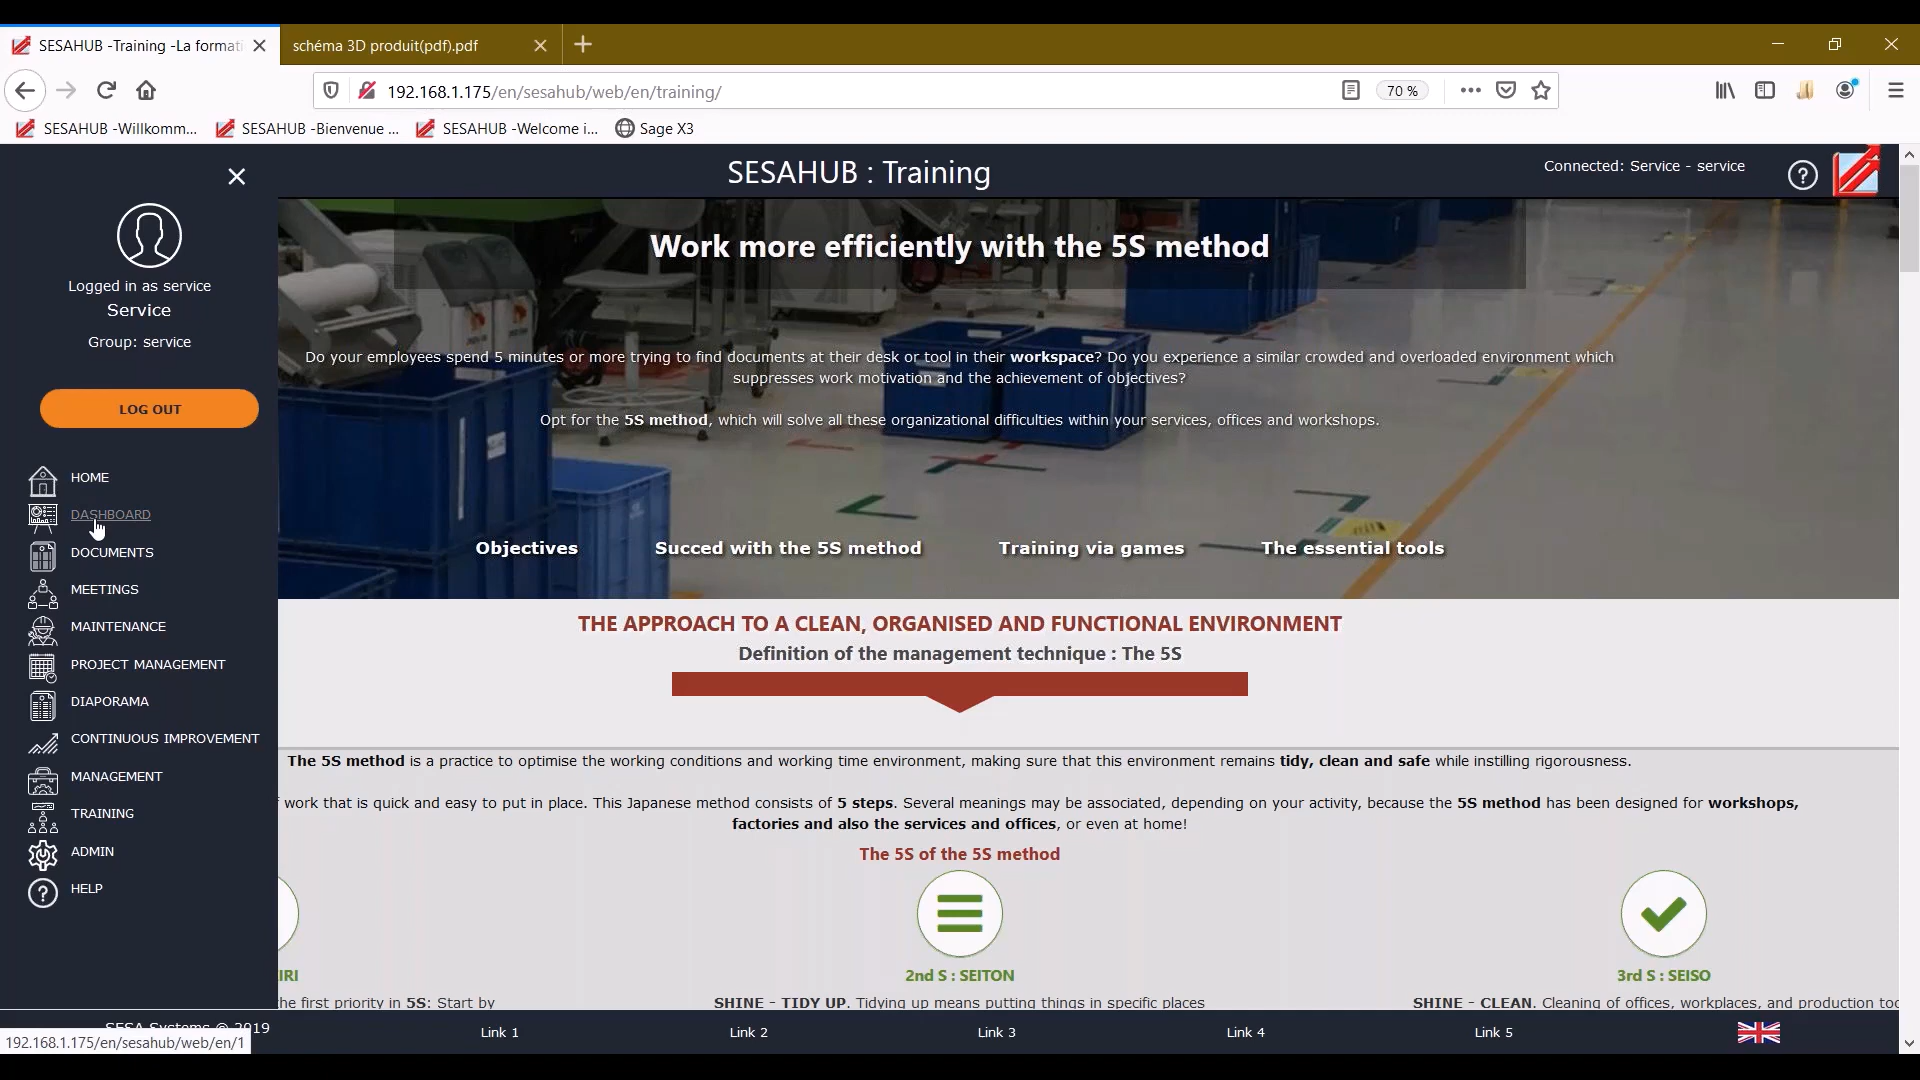 SESAHUB -Training -La formati
schéma 3D produit(pdf).pdf
192.168.1.175/en/sesahub/web/en/training/
70 %
SESAHUB -Willkomm...
SESAHUB -Bienvenue ...
SESAHUB -Welcome i...
Sage X3
SESAHUB : Training
Connected: Service - service
Logged in as service
Service
Group: service
LOG OUT
HOME
DASHBOARD
DOCUMENTS
MEETINGS
MAINTENANCE
PROJECT MANAGEMENT
DIAPORAMA
CONTINUOUS IMPROVEMENT
MANAGEMENT
TRAINING
ADMIN
HELP
Work more efficiently with the 5S method
Do your employees spend 5 minutes or more trying to find documents at their desk or tool in their workspace? Do you experience a similar crowded and overloaded environment which
suppresses work motivation and the achievement of objectives?
Opt for the 5S method, which will solve all these organizational difficulties within your services, offices and workshops.
Objectives
Succed with the 5S method
Training via games
The essential tools
THE APPROACH TO A CLEAN, ORGANISED AND FUNCTIONAL ENVIRONMENT
Definition of the management technique : The 5S
The 5S method is a practice to optimise the working conditions and working time environment, making sure that this environment remains tidy, clean and safe while instilling rigorousness.
work that is quick and easy to put in place. This Japanese method consists of 5 steps. Several meanings may be associated, depending on your activity, because the 5S method has been designed for workshops,
factories and also the services and offices, or even at home!
The 5S of the 5S method
IRI
2nd S : SEITON
3rd S : SEISO
he first priority in 5S: Start by
SHINE - TIDY UP. Tidying up means putting things in specific places
SHINE - CLEAN. Cleaning of offices, workplaces, and production too
SESA Systems © 2019
Link 1
Link 2
Link 3
Link 4
Link 5
192.168.1.175/en/sesahub/web/en/1